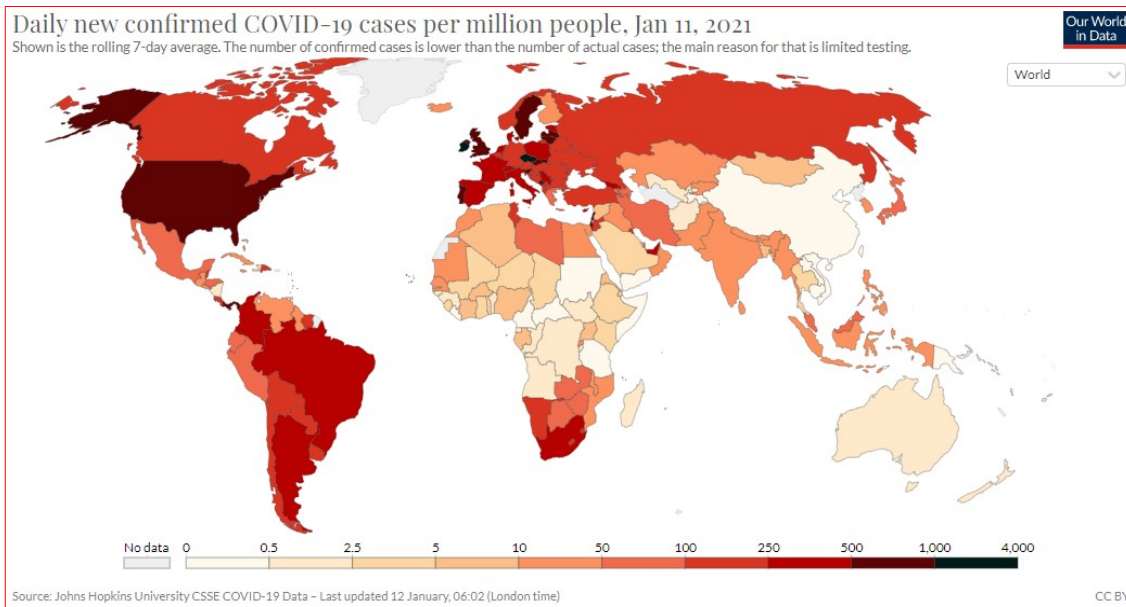 Daily new confirmed COVID-19 cases per million people, Jan 11, 2021
Shown is the rolling 7-day average. The number of confirmed cases is lower than the number of actual cases; the main reason for that is limited testing.
Our World
in Data
World
No data 0 0.5 2.5 5 10 50 100 250 500 1,000 4,000
Source: Johns Hopkins University CSSE COVID-19 Data – Last updated 12 January, 06:02 (London time)
CC BY